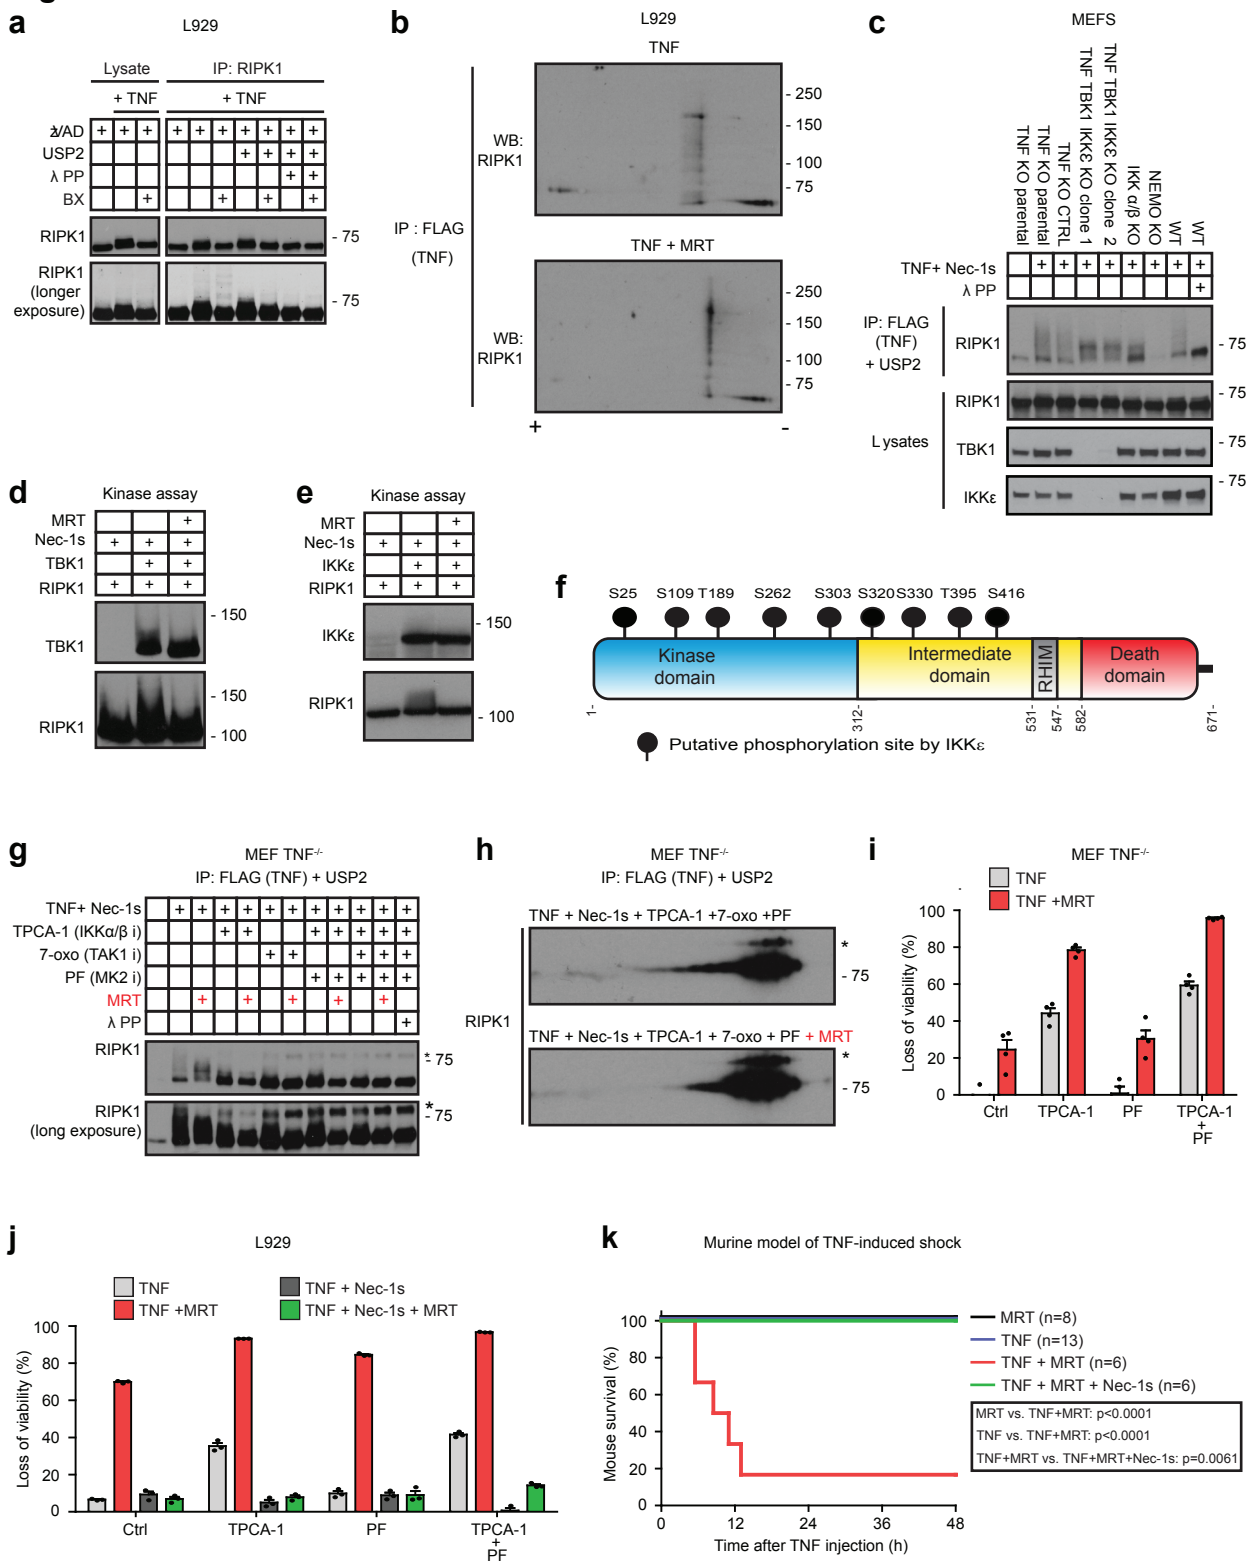 a
L929
Lysate
IP: RIPK1
+ TNF
+ TNF
zVAD + + + + + + + + + +
USP2 + + + +
λ PP + +
BX + + + +
RIPK1
- 75
RIPK1
(longer
exposure)
- 75
b
L929
TNF
WB:
RIPK1
- 250
- 150
- 100
- 75
IP : FLAG
(TNF)
TNF + MRT
WB:
RIPK1
- 250
- 150
- 100
- 75
+ -
c
MEFS
TNF KO parental
TNF KO parental
TNF KO CTRL
TNF TBK1 IKKε KO clone 1
TNF TBK1 IKKε KO clone 2
IKK α/β KO
NEMO KO
WT
WT
TNF+ Nec-1s + + + + + + + +
λ PP +
IP: FLAG
(TNF)
+ USP2
RIPK1
- 75
Lysates
RIPK1
- 75
TBK1
- 75
IKKε
- 75
d
Kinase assay
MRT +
Nec-1s + + +
TBK1 + +
RIPK1 + + +
TBK1
- 150
RIPK1
- 150
- 100
e
Kinase assay
MRT +
Nec-1s + + +
IKKε + +
RIPK1 + + +
IKKε
- 150
RIPK1
- 100
f
S25 S109 T189 S262 S303 S320 S330 T395 S416
Kinase
domain
Intermediate
domain
RHIM
Death
domain
1-
312-
531-
547-
582-
671-
Putative phosphorylation site by IKKε
g
MEF TNF-/-
IP: FLAG (TNF) + USP2
TNF+ Nec-1s + + + + + + + + + + +
TPCA-1 (IKKα/β i) + + + + + + +
7-oxo (TAK1 i) + + + + +
PF (MK2 i) + + + + +
MRT + + + + +
λ PP +
RIPK1
*
- 75
RIPK1
(long exposure)
*
- 75
h
MEF TNF-/-
IP: FLAG (TNF) + USP2
TNF + Nec-1s + TPCA-1 +7-oxo +PF
*
- 75
RIPK1
TNF + Nec-1s + TPCA-1 + 7-oxo + PF + MRT
*
- 75
i
MEF TNF-/-
TNF
TNF +MRT
Loss of viability (%)
100
80
60
40
20
0
Ctrl TPCA-1 PF TPCA-1
+
PF
j
L929
TNF
TNF +MRT
TNF + Nec-1s
TNF + Nec-1s + MRT
Loss of viability (%)
100
80
60
40
20
0
Ctrl TPCA-1 PF TPCA-1
+
PF
k
Murine model of TNF-induced shock
Mouse survival (%)
100
80
60
40
20
0
0 12 24 36 48
Time after TNF injection (h)
MRT (n=8)
TNF (n=13)
TNF + MRT (n=6)
TNF + MRT + Nec-1s (n=6)
MRT vs. TNF+MRT: p<0.0001
TNF vs. TNF+MRT: p<0.0001
TNF+MRT vs. TNF+MRT+Nec-1s: p=0.0061